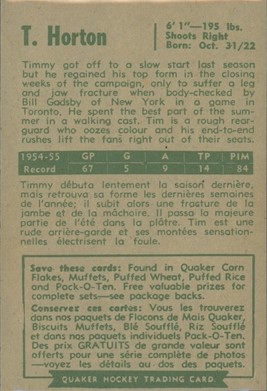 T. Horton
6' 1"—195 lbs.
Shoots Right
Born: Oct. 31/22
Timmy got off to a slow start last season
but he regained his top form in the closing
weeks of the campaign, only to suffer a leg
and jaw fracture when body-checked by
Bill Gadsby of New York in a game in
Toronto. He spent the best part of the sum-
mer in a walking cast. Tim is a rough rear-
guard who oozes colour and his end-to-end
rushes lift the fans right out of their seats.
1954-55 GP G A TP PIM
Record 67 5 9 14 84
Timmy débuta lentement la saison dernière,
mais retrouva sa forme les dernières semaines
de l'année; il subit alors une fracture de la
jambe et de la mâchoire. Il passa la majeure
partie de l'été dans la plâtre. Tim est une
rude arrière-garde et ses montées sensation-
nelles électrisent la foule.
Save these cards: Found in Quaker Corn
Flakes, Muffets, Puffed Wheat, Puffed Rice
and Pack-O-Ten. Free valuable prizes for
complete sets—see package backs.
Conservez ces cartes: Vous les trouverez
dans nos paquets de Flocons de Maïs Quaker,
Biscuits Muffets, Blé Soufflé, Riz Soufflé
et dans nos paquets individuels Pack-O-Ten.
Des prix GRATUITS de grande valeur vous
sont offerts pour une série complète de photos
—voyez les détails au dos des paquets.
QUAKER HOCKEY TRADING CARD